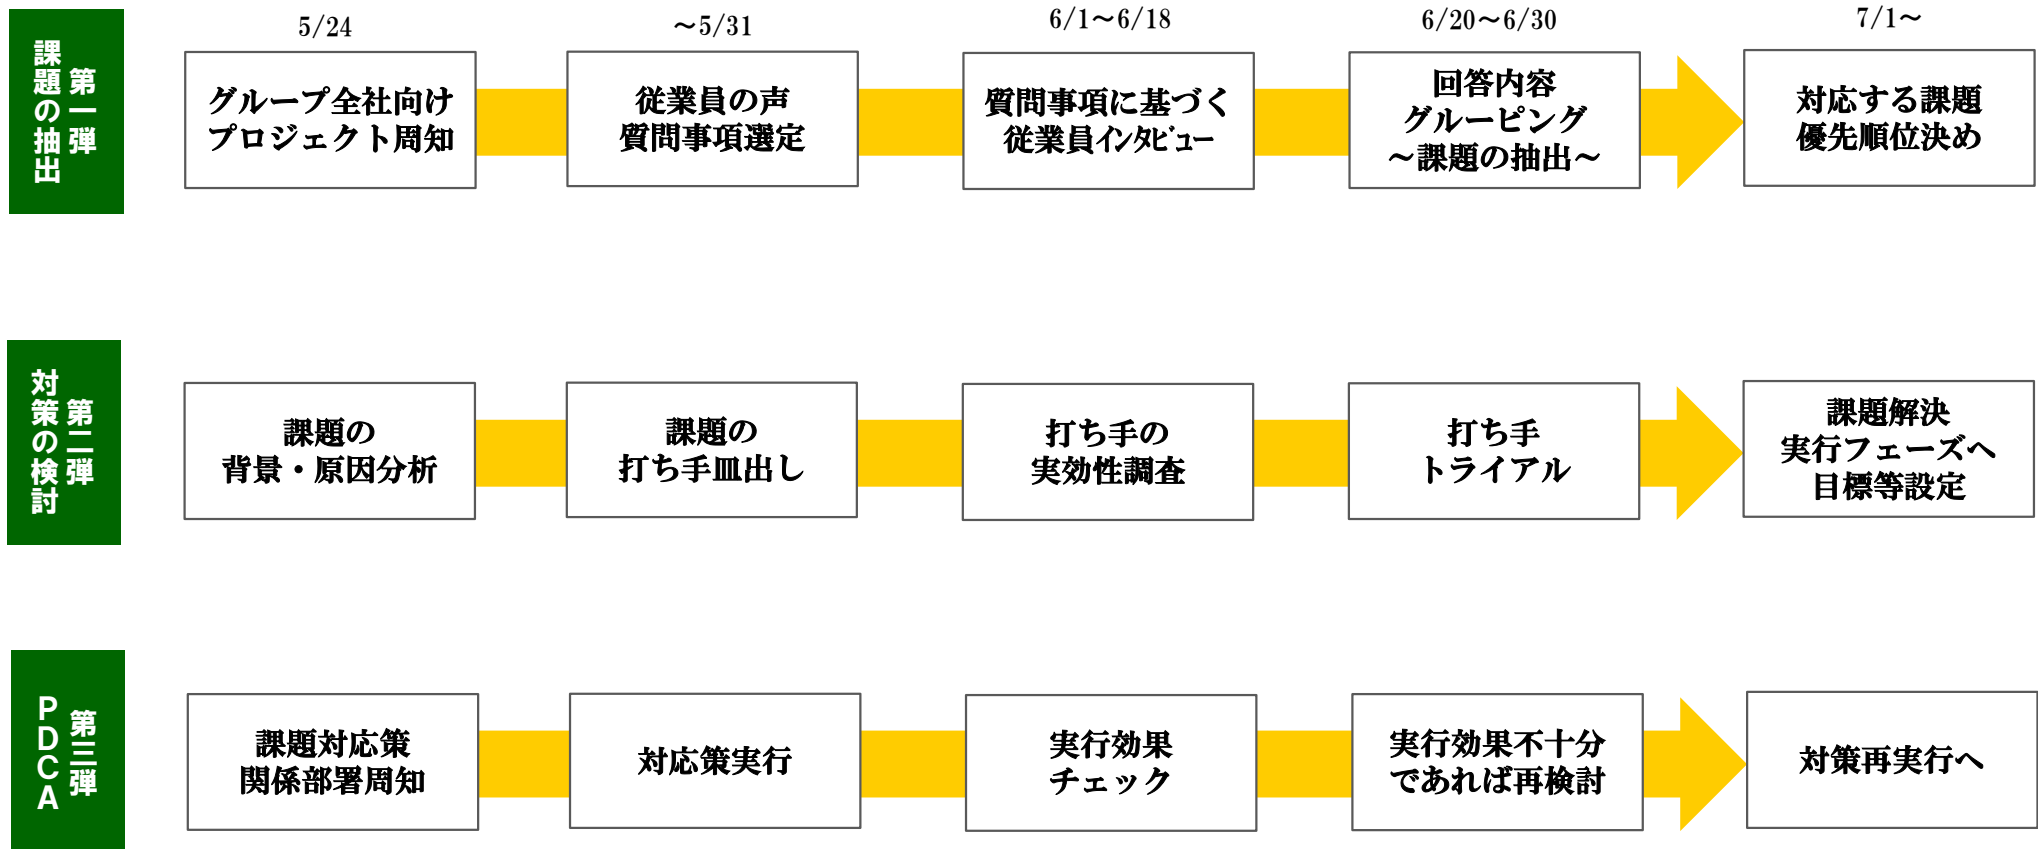 第一弾
課題の抽出
5/24
グループ全社向け
プロジェクト周知
～5/31
従業員の声
質問事項選定
6/1～6/18
質問事項に基づく
従業員ｲﾝﾀﾋﾞｭｰ
6/20～6/30
回答内容
グルーピング
～課題の抽出～
7/1～
対応する課題
優先順位決め
第二弾
対策の検討
課題の
背景・原因分析
課題の
打ち手皿出し
打ち手の
実効性調査
打ち手
トライアル
課題解決
実行フェーズへ
目標等設定
第三弾
PDCA
課題対応策
関係部署周知
対応策実行
実行効果
チェック
実行効果不十分
であれば再検討
対策再実行へ